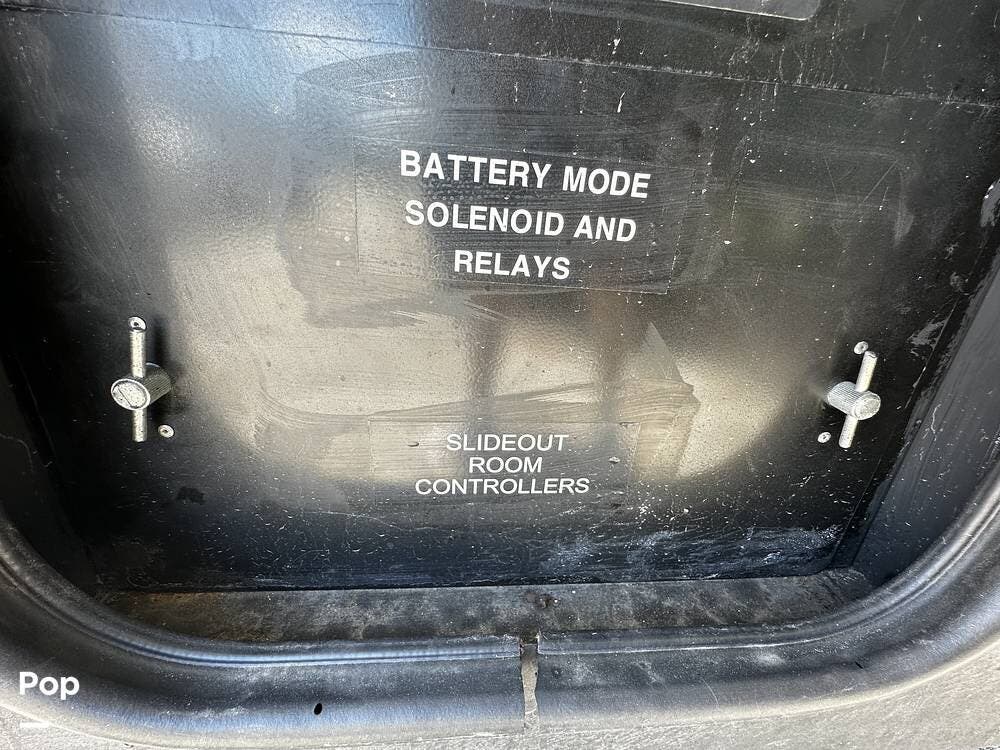 BATTERY MODE
SOLENOID AND
RELAYS
SLIDEOUT
ROOM
CONTROLLERS
Pop